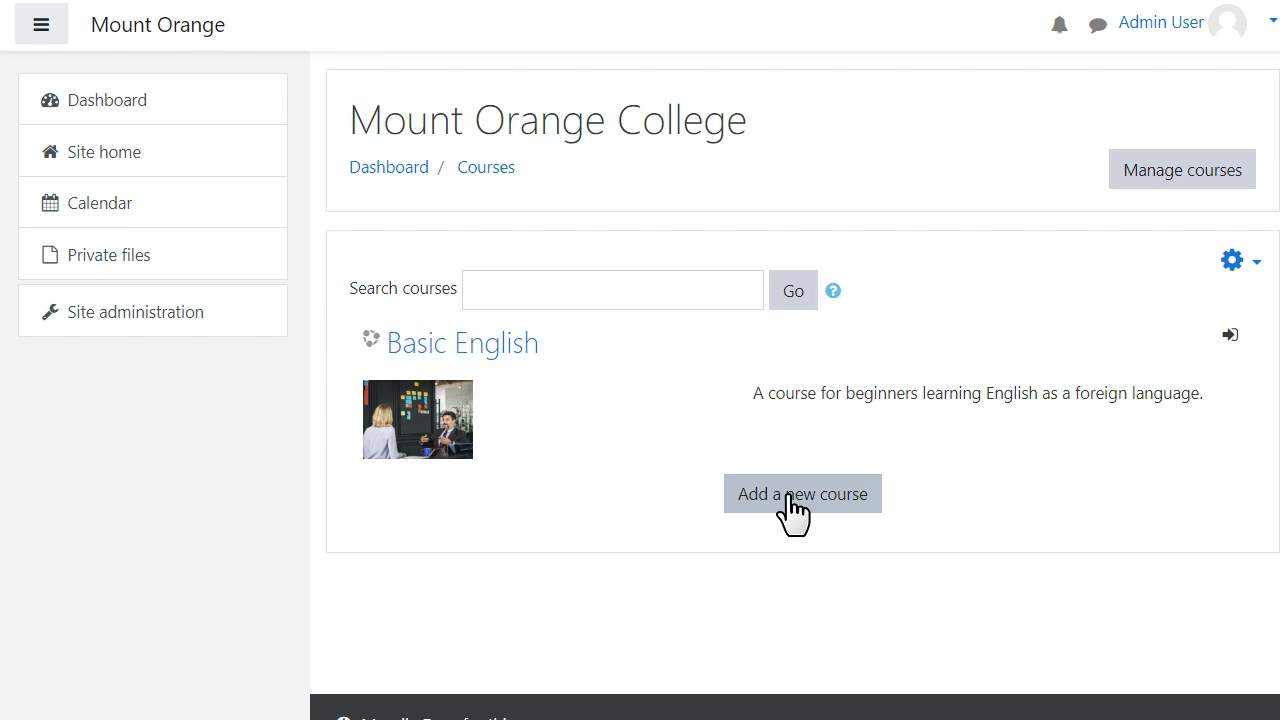 Mount Orange
Admin User
Dashboard
Site home
Calendar
Private files
Site administration
Mount Orange College
Dashboard / Courses
Manage courses
Search courses
Go
?
Basic English
A course for beginners learning English as a foreign language.
Add a new course